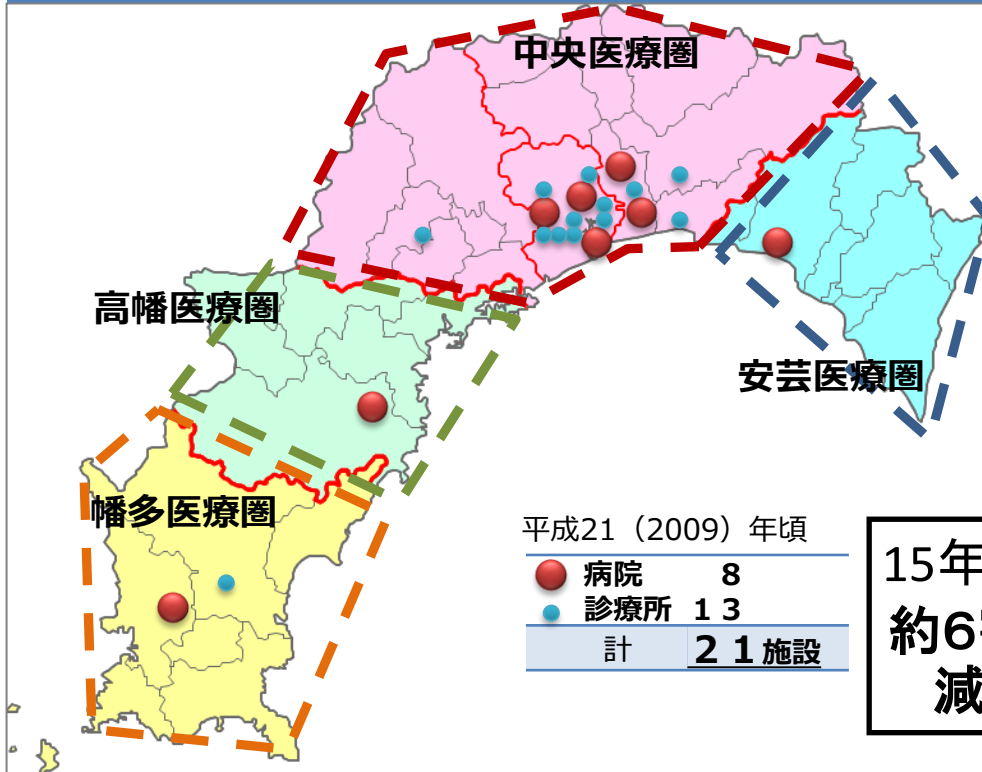 中央医療圏
高幡医療圏
安芸医療圏
幡多医療圏
平成21（2009）年頃
病院 8
診療所 １３
計 ２１施設
15年
約6
減